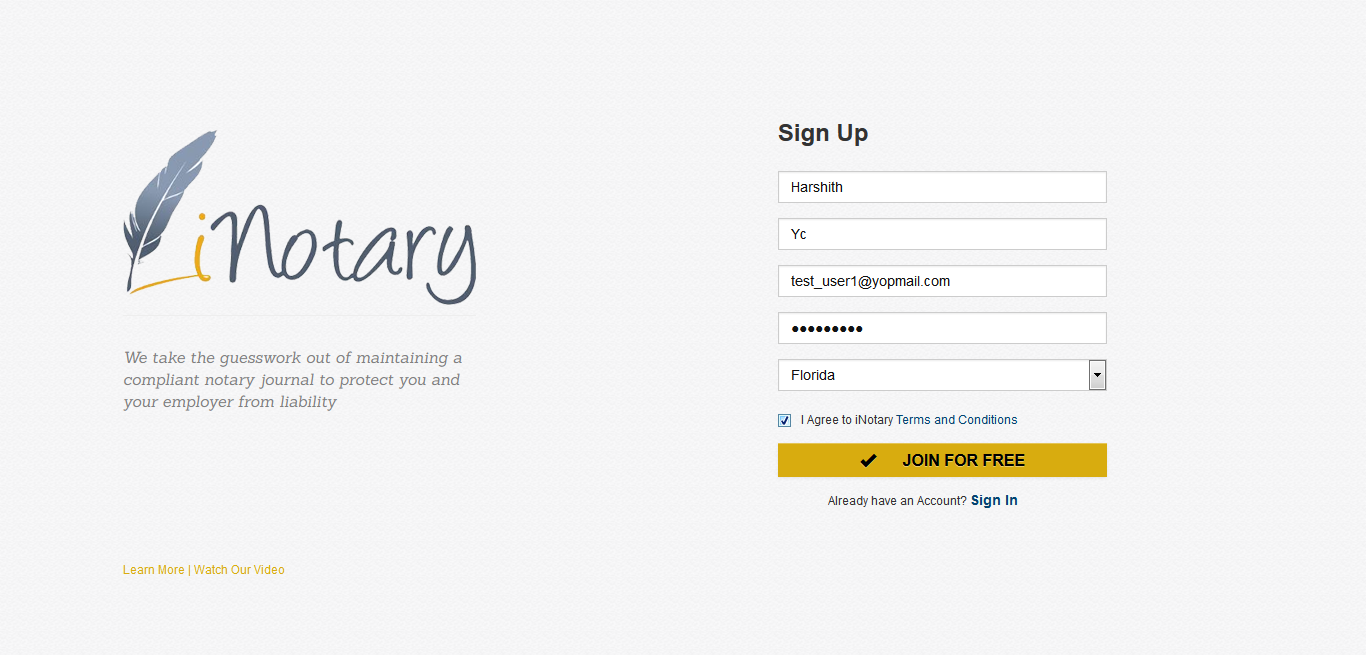 iNotary
We take the guesswork out of maintaining a
compliant notary journal to protect you and
your employer from liability
Learn More | Watch Our Video
Sign Up
Harshith
Yc
test_user1@yopmail.com
●●●●●●●●●
Florida
I Agree to iNotary Terms and Conditions
JOIN FOR FREE
Already have an Account? Sign In